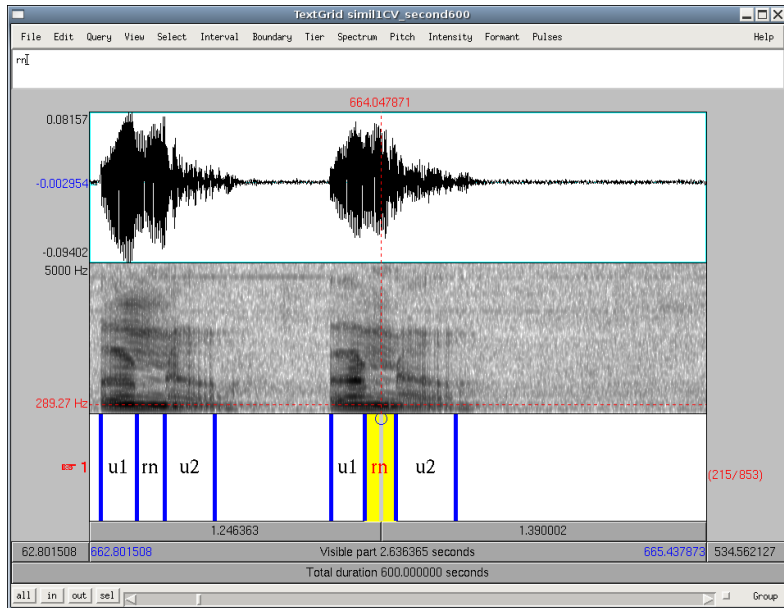 TextGrid simil1CV_second600
File Edit Query View Select Interval Boundary Tier Spectrum Pitch Intensity Formant Pulses Help
rn
664.047871
0.08157
-0.002954
-0.09402
5000 Hz
289.27 Hz
1 u1 rn u2 u1 rn u2 (215/853)
1.246363 1.390002
62.801508 662.801508 Visible part 2.636365 seconds 665.437873 534.562127
Total duration 600.000000 seconds
all in out sel Group